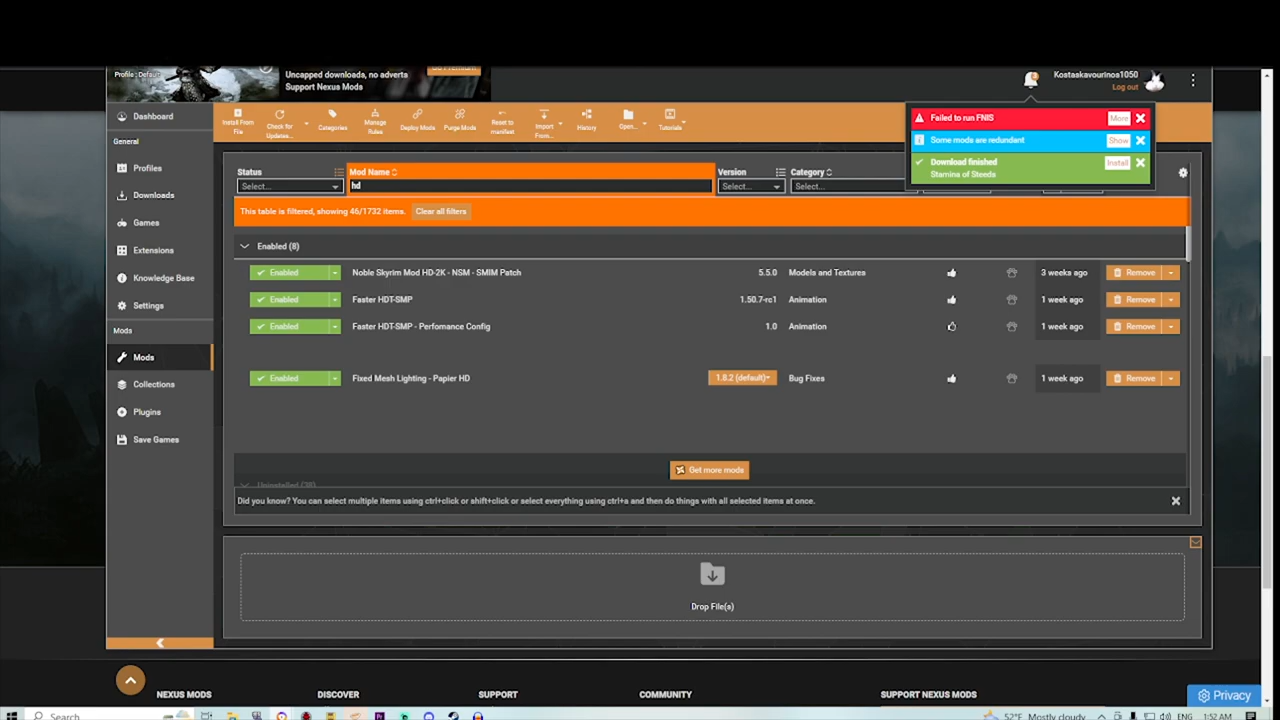 Profile : Default
Uncapped downloads, no adverts
Support Nexus Mods
Go Premium
Kostaskavourinoa1050
Log out
Dashboard
General
Profiles
Downloads
Games
Extensions
Knowledge Base
Settings
Mods
Mods
Collections
Plugins
Save Games
Install From File
Check for Updates...
Categories
Manage Rules
Deploy Mods
Purge Mods
Reset to manifest
Import From...
History
Open...
Tutorials
Failed to run FNIS
More
Some mods are redundant
Show
Download finished
Stamina of Steeds
Install
Status
Mod Name
Version
Category
Select...
hd
Select...
Select...
This table is filtered, showing 46/1732 items.
Clear all filters
Enabled (8)
Enabled Noble Skyrim Mod HD-2K - NSM - SMIM Patch 5.5.0 Models and Textures 3 weeks ago Remove
Enabled Faster HDT-SMP 1.50.7-rc1 Animation 1 week ago Remove
Enabled Faster HDT-SMP - Perfomance Config 1.0 Animation 1 week ago Remove
Enabled Fixed Mesh Lighting - Papier HD 1.8.2 (default) Bug Fixes 1 week ago Remove
Get more mods
Did you know? You can select multiple items using ctrl+click or shift+click or select everything using ctrl+a and then do things with all selected items at once.
Drop File(s)
NEXUS MODS
DISCOVER
SUPPORT
COMMUNITY
SUPPORT NEXUS MODS
Privacy
Search
52°F Mostly cloudy
ENG
1:52 AM